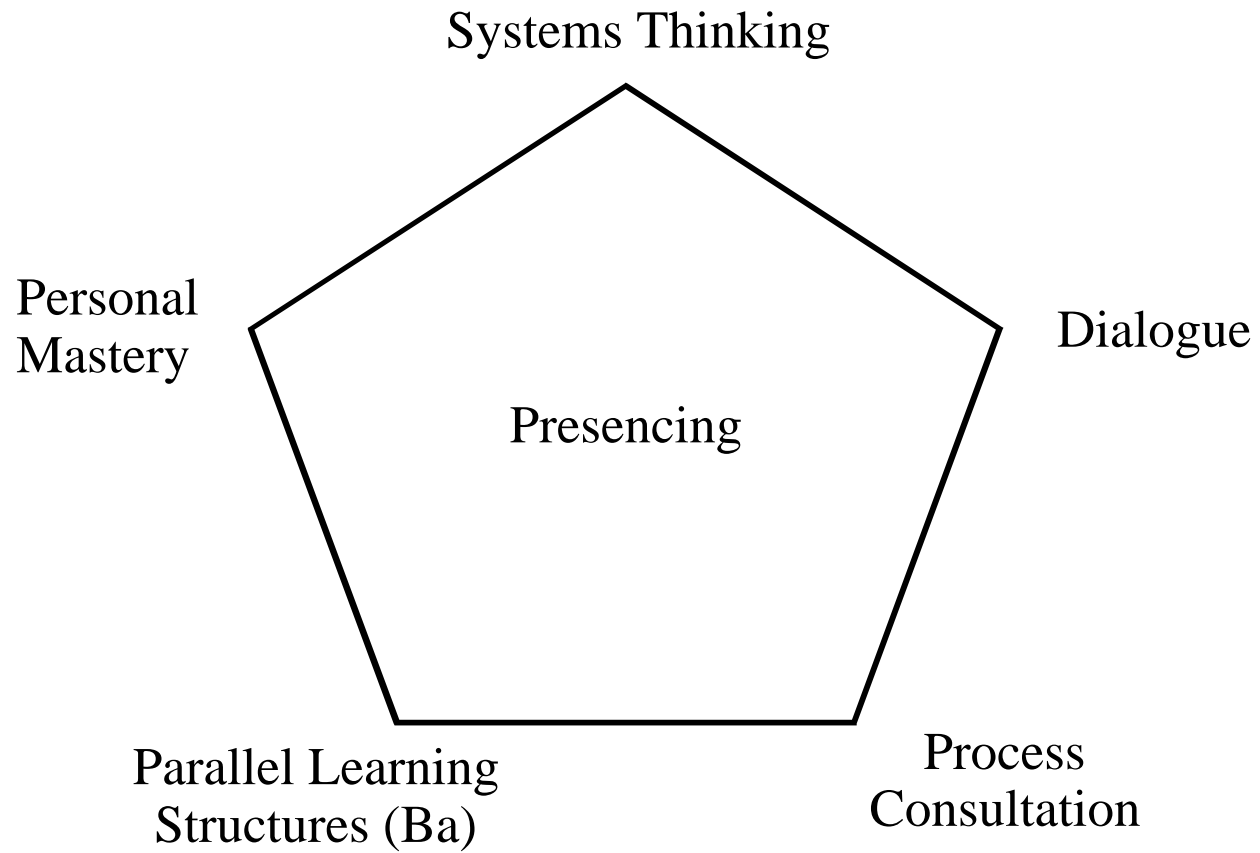 Systems Thinking
Personal
Mastery
Dialogue
Presencing
Parallel Learning
Structures (Ba)
Process
Consultation